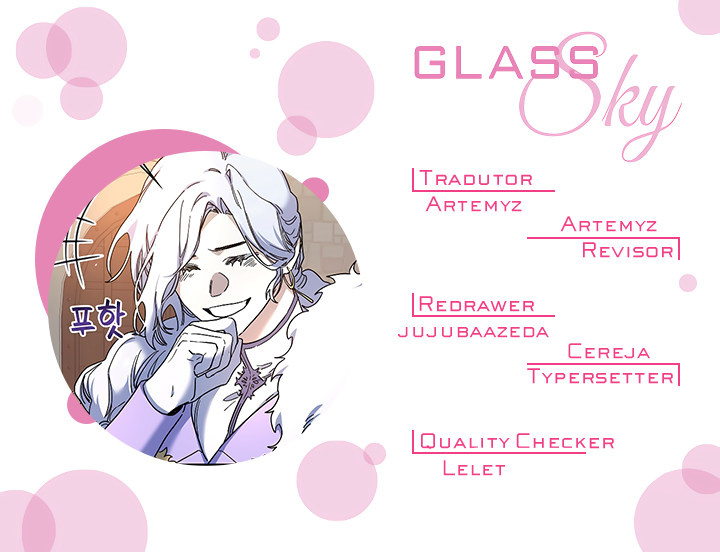 GLASS
Sky
TRADUTOR
ARTEMYZ
ARTEMYZ
REVISOR
REDRAWER
JUJUBAAZEDA
CEREJA
TYPERSETTER
QUALITY CHECKER
LELET
푸핫